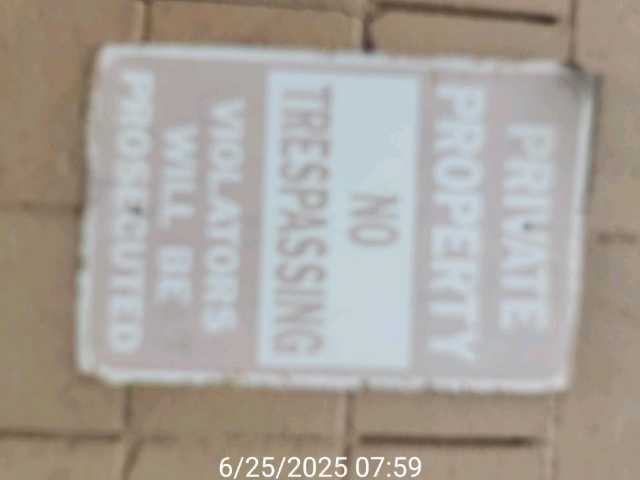 PRIVATE
PROPERTY
NO
TRESPASSING
VIOLATORS
WILL BE
PROSECUTED
6/25/2025 07:59